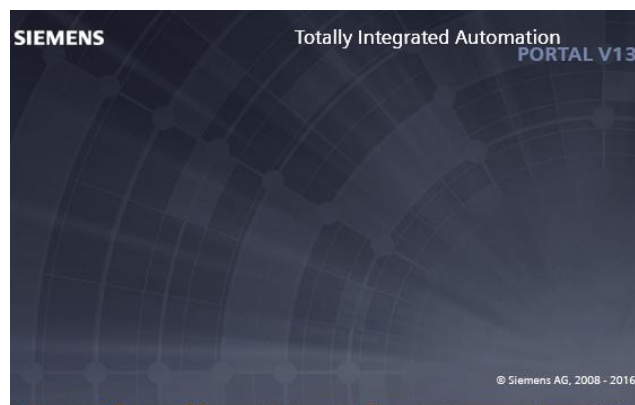 SIEMENS
Totally Integrated Automation
PORTAL V13
© Siemens AG, 2008 - 2016